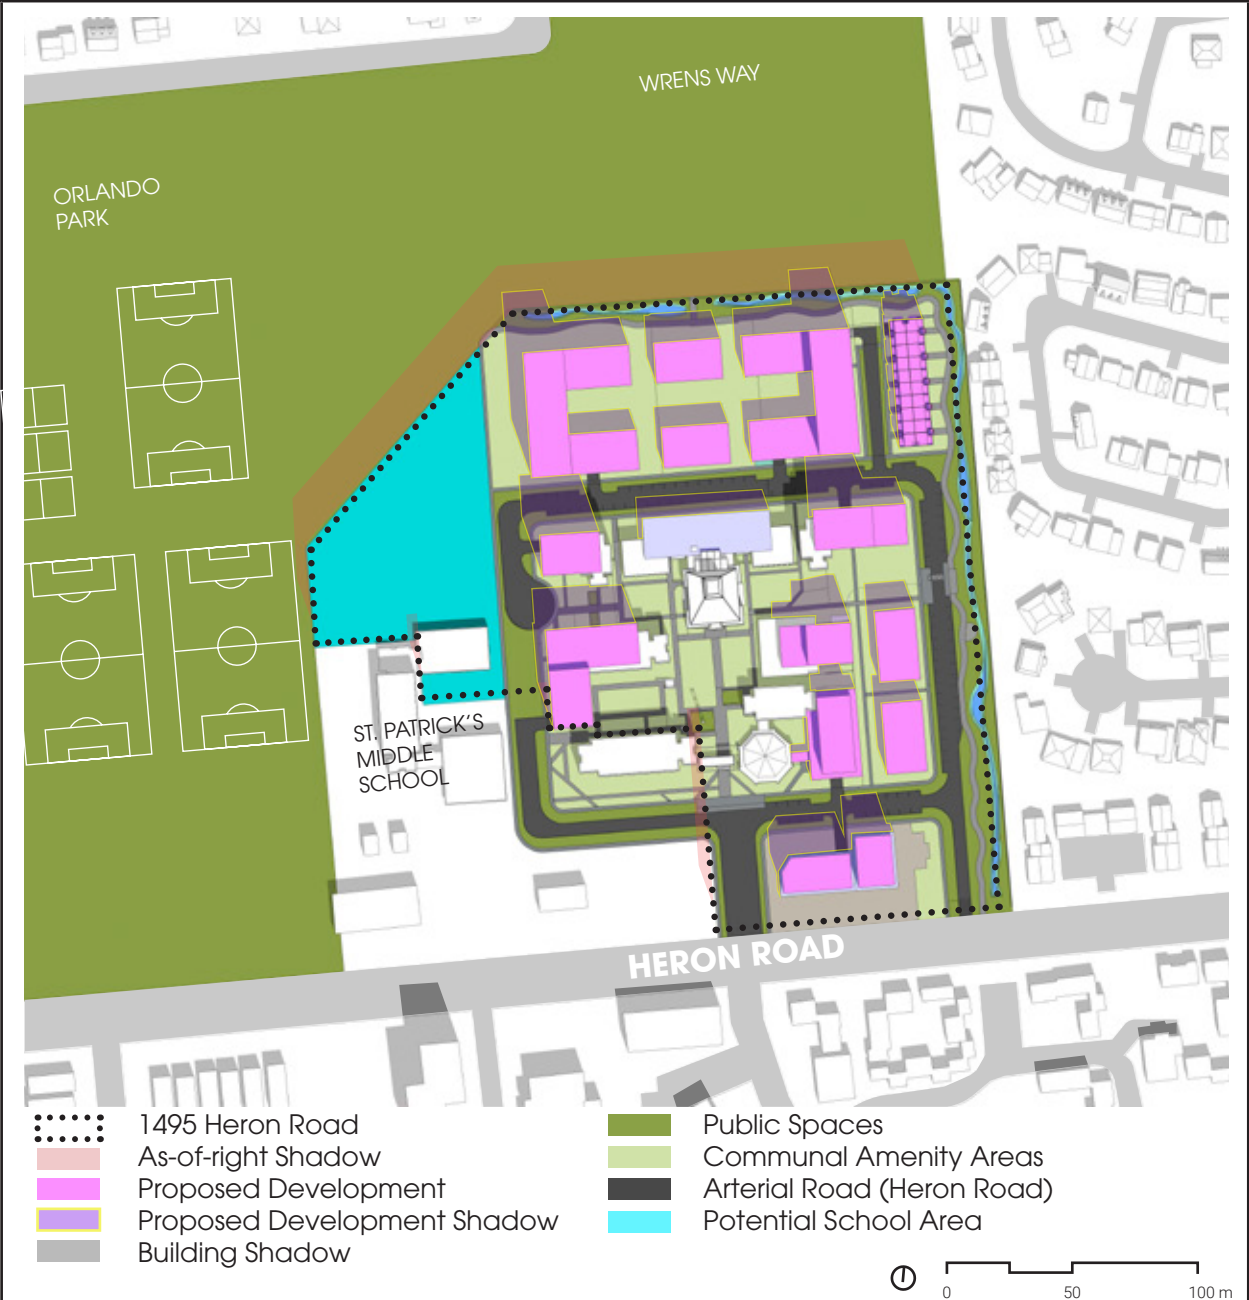 WRENS WAY
ORLANDO
PARK
ST. PATRICK'S
MIDDLE
SCHOOL
HERON ROAD
1495 Heron Road
As-of-right Shadow
Proposed Development
Proposed Development Shadow
Building Shadow
Public Spaces
Communal Amenity Areas
Arterial Road (Heron Road)
Potential School Area
0 50 100 m